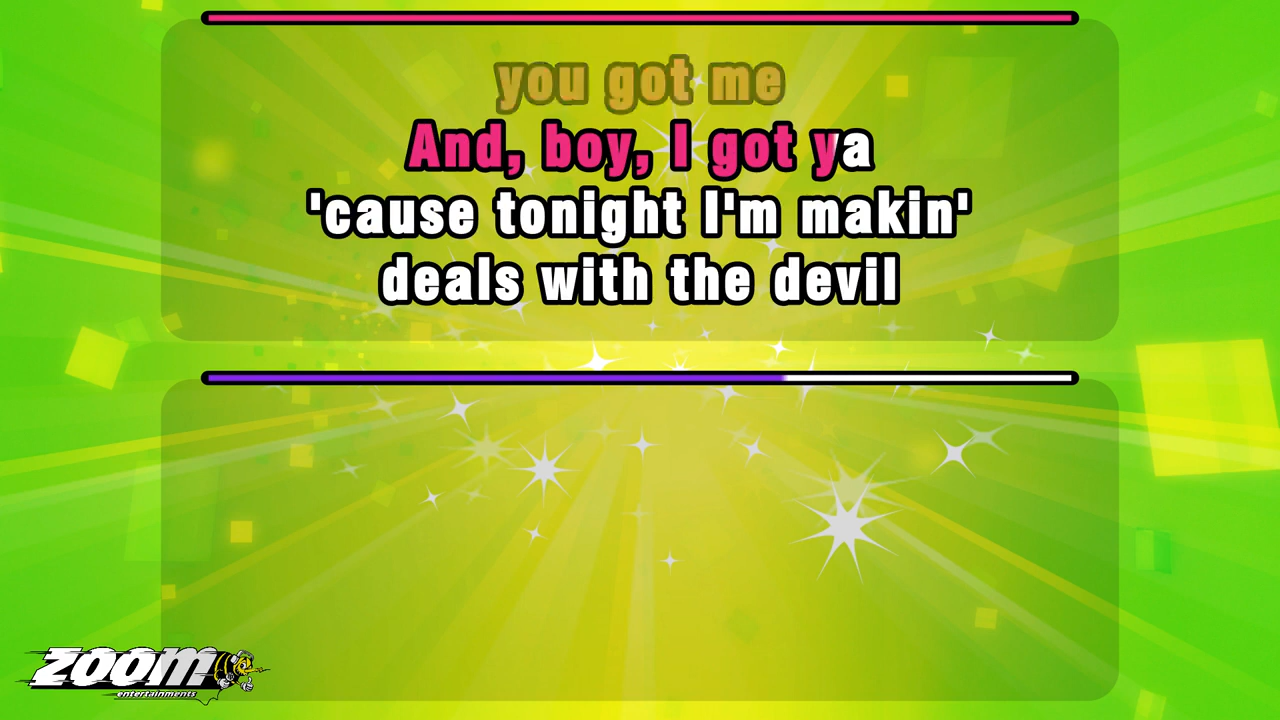 you got me
And, boy, I got ya
'cause tonight I'm makin'
deals with the devil
zoom
entertainments